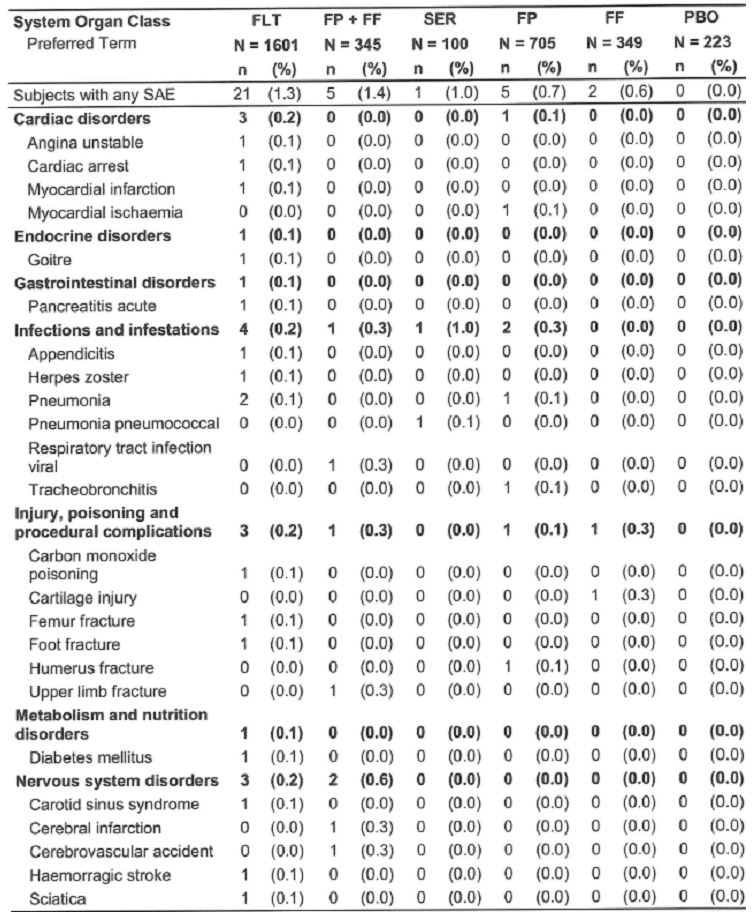 System Organ Class FLT FP + FF SER FP FF PBO
Preferred Term N = 1601 N = 345 N = 100 N = 705 N = 349 N = 223
n (%) n (%) n (%) n (%) n (%) n (%)
Subjects with any SAE 21 (1.3) 5 (1.4) 1 (1.0) 5 (0.7) 2 (0.6) 0 (0.0)
Cardiac disorders 3 (0.2) 0 (0.0) 0 (0.0) 1 (0.1) 0 (0.0) 0 (0.0)
Angina unstable 1 (0.1) 0 (0.0) 0 (0.0) 0 (0.0) 0 (0.0) 0 (0.0)
Cardiac arrest 1 (0.1) 0 (0.0) 0 (0.0) 0 (0.0) 0 (0.0) 0 (0.0)
Myocardial infarction 1 (0.1) 0 (0.0) 0 (0.0) 0 (0.0) 0 (0.0) 0 (0.0)
Myocardial ischaemia 0 (0.0) 0 (0.0) 0 (0.0) 1 (0.1) 0 (0.0) 0 (0.0)
Endocrine disorders 1 (0.1) 0 (0.0) 0 (0.0) 0 (0.0) 0 (0.0) 0 (0.0)
Goitre 1 (0.1) 0 (0.0) 0 (0.0) 0 (0.0) 0 (0.0) 0 (0.0)
Gastrointestinal disorders 1 (0.1) 0 (0.0) 0 (0.0) 0 (0.0) 0 (0.0) 0 (0.0)
Pancreatitis acute 1 (0.1) 0 (0.0) 0 (0.0) 0 (0.0) 0 (0.0) 0 (0.0)
Infections and infestations 4 (0.2) 1 (0.3) 1 (1.0) 2 (0.3) 0 (0.0) 0 (0.0)
Appendicitis 1 (0.1) 0 (0.0) 0 (0.0) 0 (0.0) 0 (0.0) 0 (0.0)
Herpes zoster 1 (0.1) 0 (0.0) 0 (0.0) 0 (0.0) 0 (0.0) 0 (0.0)
Pneumonia 2 (0.1) 0 (0.0) 0 (0.0) 1 (0.1) 0 (0.0) 0 (0.0)
Pneumonia pneumococcal 0 (0.0) 0 (0.0) 1 (0.1) 0 (0.0) 0 (0.0) 0 (0.0)
Respiratory tract infection
viral 0 (0.0) 1 (0.3) 0 (0.0) 0 (0.0) 0 (0.0) 0 (0.0)
Tracheobronchitis 0 (0.0) 0 (0.0) 0 (0.0) 1 (0.1) 0 (0.0) 0 (0.0)
Injury, poisoning and
procedural complications 3 (0.2) 1 (0.3) 0 (0.0) 1 (0.1) 1 (0.3) 0 (0.0)
Carbon monoxide
poisoning 1 (0.1) 0 (0.0) 0 (0.0) 0 (0.0) 0 (0.0) 0 (0.0)
Cartilage injury 0 (0.0) 0 (0.0) 0 (0.0) 0 (0.0) 1 (0.3) 0 (0.0)
Femur fracture 1 (0.1) 0 (0.0) 0 (0.0) 0 (0.0) 0 (0.0) 0 (0.0)
Foot fracture 1 (0.1) 0 (0.0) 0 (0.0) 0 (0.0) 0 (0.0) 0 (0.0)
Humerus fracture 0 (0.0) 0 (0.0) 0 (0.0) 1 (0.1) 0 (0.0) 0 (0.0)
Upper limb fracture 0 (0.0) 1 (0.3) 0 (0.0) 0 (0.0) 0 (0.0) 0 (0.0)
Metabolism and nutrition
disorders 1 (0.1) 0 (0.0) 0 (0.0) 0 (0.0) 0 (0.0) 0 (0.0)
Diabetes mellitus 1 (0.1) 0 (0.0) 0 (0.0) 0 (0.0) 0 (0.0) 0 (0.0)
Nervous system disorders 3 (0.2) 2 (0.6) 0 (0.0) 0 (0.0) 0 (0.0) 0 (0.0)
Carotid sinus syndrome 1 (0.1) 0 (0.0) 0 (0.0) 0 (0.0) 0 (0.0) 0 (0.0)
Cerebral infarction 0 (0.0) 1 (0.3) 0 (0.0) 0 (0.0) 0 (0.0) 0 (0.0)
Cerebrovascular accident 0 (0.0) 1 (0.3) 0 (0.0) 0 (0.0) 0 (0.0) 0 (0.0)
Haemorragic stroke 1 (0.1) 0 (0.0) 0 (0.0) 0 (0.0) 0 (0.0) 0 (0.0)
Sciatica 1 (0.1) 0 (0.0) 0 (0.0) 0 (0.0) 0 (0.0) 0 (0.0)